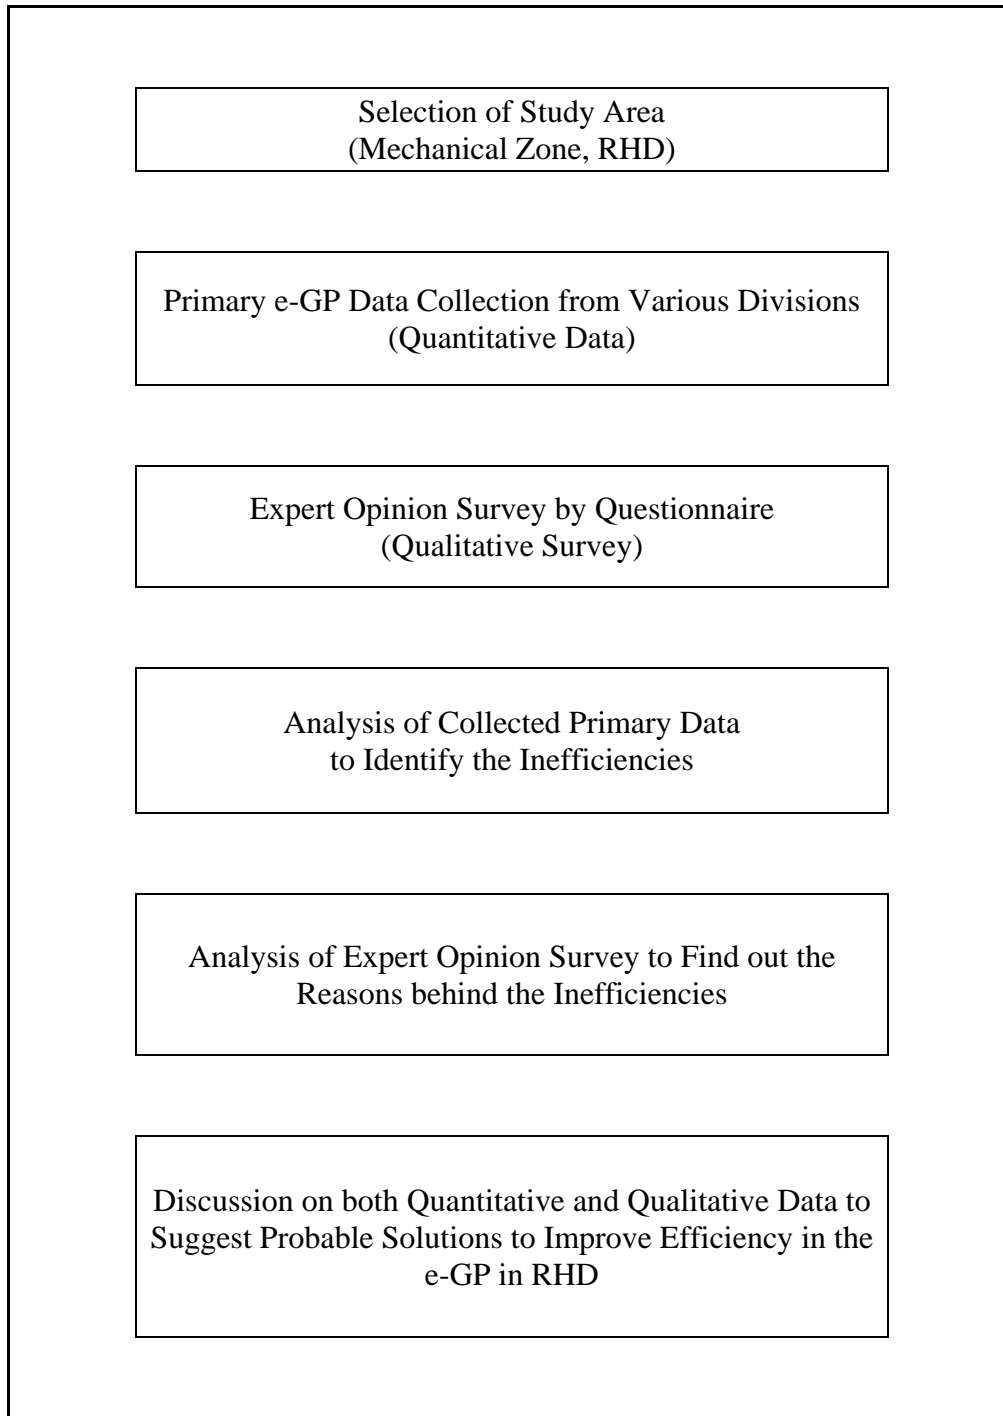 Selection of Study Area
(Mechanical Zone, RHD)
Primary e-GP Data Collection from Various Divisions
(Quantitative Data)
Expert Opinion Survey by Questionnaire
(Qualitative Survey)
Analysis of Collected Primary Data
to Identify the Inefficiencies
Analysis of Expert Opinion Survey to Find out the
Reasons behind the Inefficiencies
Discussion on both Quantitative and Qualitative Data to
Suggest Probable Solutions to Improve Efficiency in the
e-GP in RHD